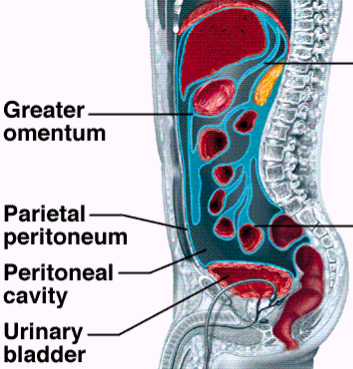 Greater
omentum
Parietal
peritoneum
Peritoneal
cavity
Urinary
bladder